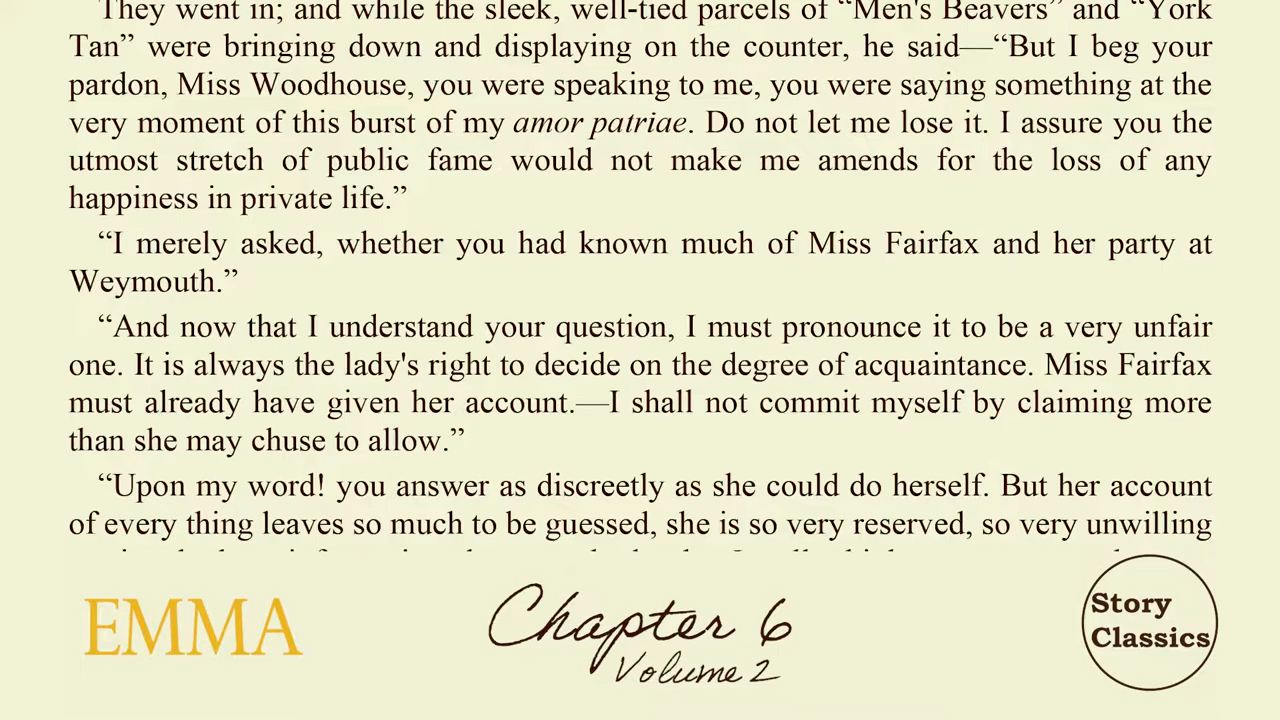 They went in; and while the sleek, well-tied parcels of “Men's Beavers” and “York
Tan” were bringing down and displaying on the counter, he said—“But I beg your
pardon, Miss Woodhouse, you were speaking to me, you were saying something at the
very moment of this burst of my amor patriae. Do not let me lose it. I assure you the
utmost stretch of public fame would not make me amends for the loss of any
happiness in private life.”
“I merely asked, whether you had known much of Miss Fairfax and her party at
Weymouth.”
“And now that I understand your question, I must pronounce it to be a very unfair
one. It is always the lady's right to decide on the degree of acquaintance. Miss Fairfax
must already have given her account.—I shall not commit myself by claiming more
than she may chuse to allow.”
“Upon my word! you answer as discreetly as she could do herself. But her account
of every thing leaves so much to be guessed, she is so very reserved, so very unwilling
EMMA
Chapter 6
Volume 2
Story
Classics